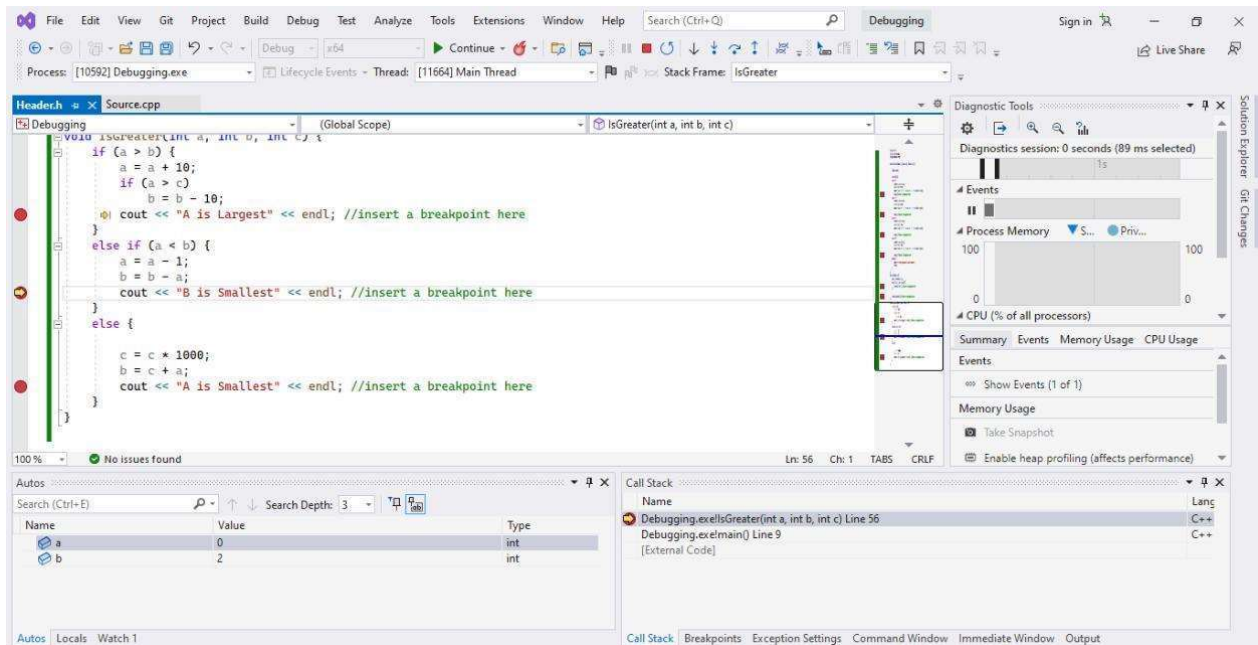 File Edit View Git Project Build Debug Test Analyze Tools Extensions Window Help Search (Ctrl+Q) Debugging Sign in
Debug x64 Continue Live Share
Process: [10592] Debugging.exe Lifecycle Events Thread: [11664] Main Thread Stack Frame: IsGreater
Header.h Source.cpp
Debugging (Global Scope) IsGreater(int a, int b, int c)
void IsGreater(int a, int b, int c) {
if (a > b) {
a = a + 10;
if (a > c)
b = b - 10;
cout << "A is Largest" << endl; //insert a breakpoint here
}
else if (a < b) {
a = a - 1;
b = b - a;
cout << "B is Smallest" << endl; //insert a breakpoint here
}
else {
c = c * 1000;
b = c + a;
cout << "A is Smallest" << endl; //insert a breakpoint here
}
}
100 % No issues found Ln: 56 Ch: 1 TABS CRLF
Diagnostic Tools
Diagnostics session: 0 seconds (89 ms selected)
1s
Events
Process Memory S... Priv...
100 100
0 0
CPU (% of all processors)
Summary Events Memory Usage CPU Usage
Events
Show Events (1 of 1)
Memory Usage
Take Snapshot
Enable heap profiling (affects performance)
Solution Explorer
Git Changes
Autos
Search (Ctrl+E) Search Depth: 3
Name Value Type
a 0 int
b 2 int
Autos Locals Watch 1
Call Stack
Name Lang
Debugging.exe!IsGreater(int a, int b, int c) Line 56 C++
Debugging.exe!main() Line 9 C++
[External Code]
Call Stack Breakpoints Exception Settings Command Window Immediate Window Output